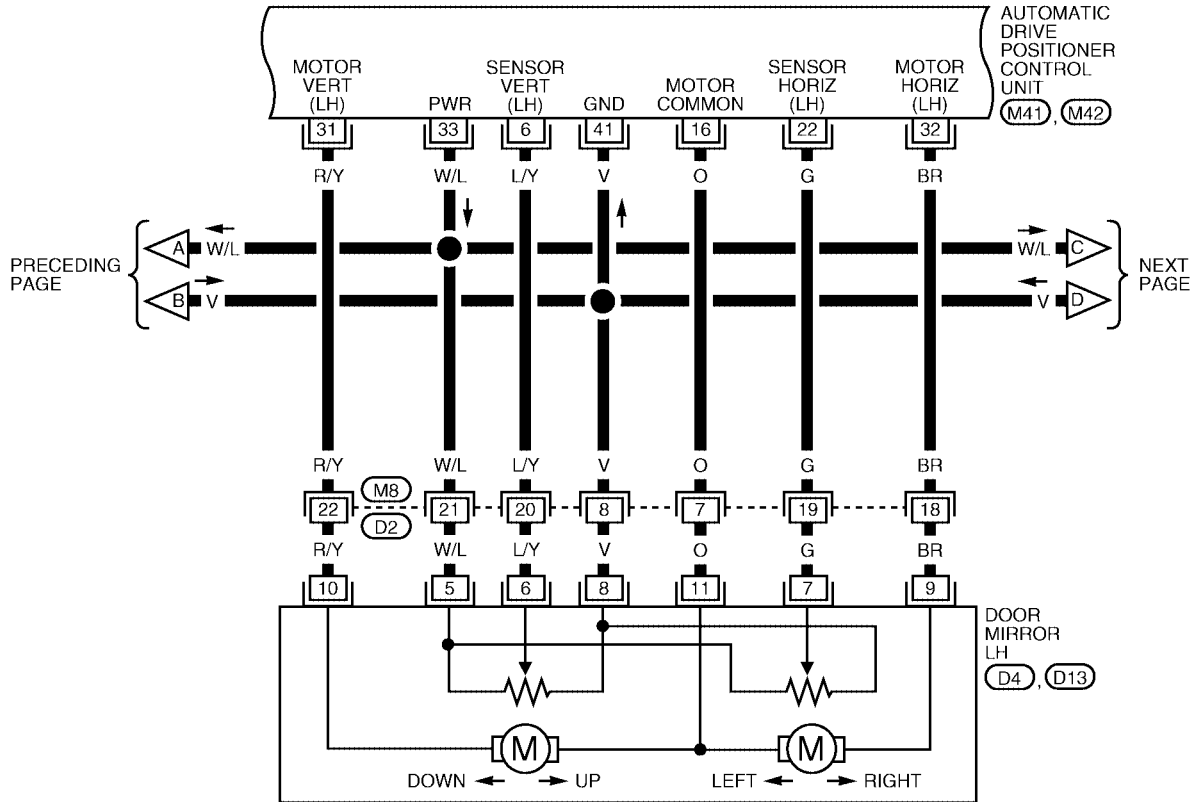 AUTOMATIC
DRIVE
POSITIONER
CONTROL
UNIT
M41 , M42
MOTOR
VERT
(LH)
PWR
SENSOR
VERT
(LH)
GND
MOTOR
COMMON
SENSOR
HORIZ
(LH)
MOTOR
HORIZ
(LH)
31 33 6 41 16 22 32
R/Y W/L L/Y V O G BR
PRECEDING
PAGE
A W/L
B V
W/L C
V D
NEXT
PAGE
R/Y W/L L/Y V O G BR
M8
22 21 20 8 7 19 18
D2
R/Y W/L L/Y V O G BR
10 5 6 8 11 7 9
DOOR
MIRROR
LH
D4 , D13
M M
DOWN UP LEFT RIGHT